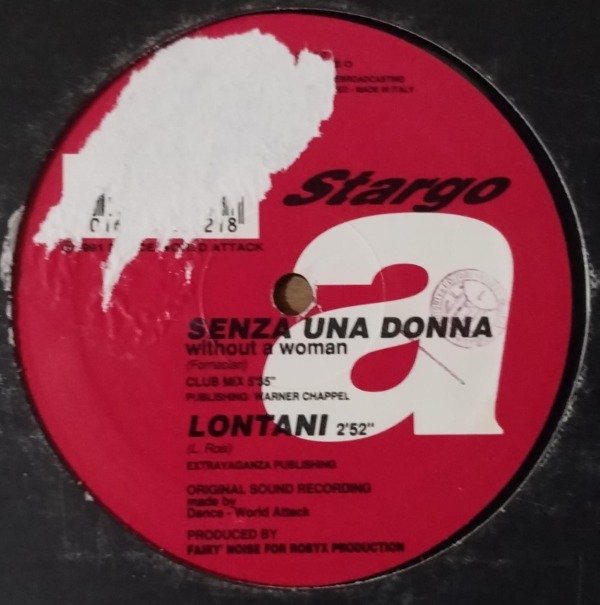 EBROADCASTING
MADE IN ITALY
Stargo
a
SENZA UNA DONNA
without a woman
(Fornaciari)
CLUB MIX 5'35"
PUBLISHING: WARNER CHAPPEL
LONTANI 2'52"
EXTRAVAGANZA PUBLISHING
ORIGINAL SOUND RECORDING
made by
Dance - World Attack
PRODUCED BY
FAIRY NOISE FOR ROBYX PRODUCTION